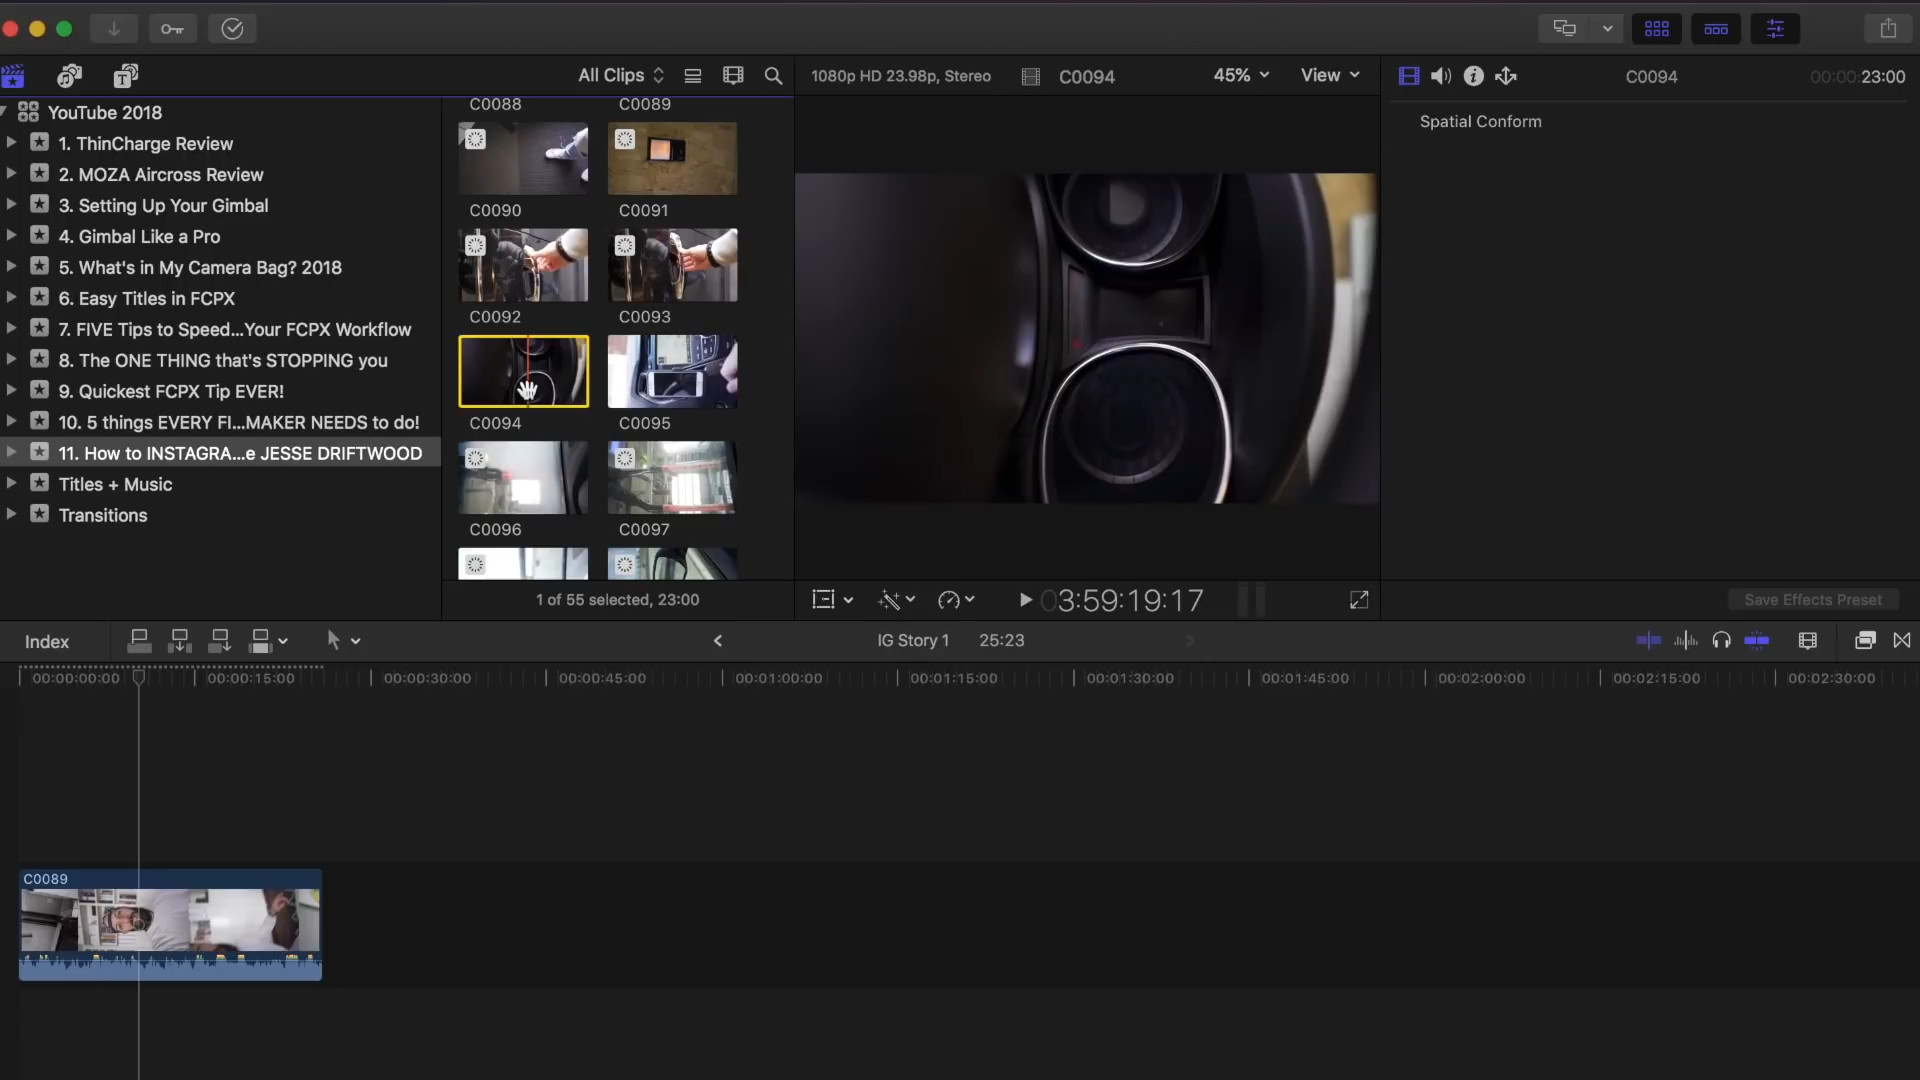 All Clips
1080p HD 23.98p, Stereo
C0094
45%
View
C0094
00:00:23:00
YouTube 2018
1. ThinCharge Review
2. MOZA Aircross Review
3. Setting Up Your Gimbal
4. Gimbal Like a Pro
5. What's in My Camera Bag? 2018
6. Easy Titles in FCPX
7. FIVE Tips to Speed...Your FCPX Workflow
8. The ONE THING that's STOPPING you
9. Quickest FCPX Tip EVER!
10. 5 things EVERY FI...MAKER NEEDS to do!
11. How to INSTAGRA...e JESSE DRIFTWOOD
Titles + Music
Transitions
C0088
C0089
C0090
C0091
C0092
C0093
C0094
C0095
C0096
C0097
1 of 55 selected, 23:00
Spatial Conform
03:59:19:17
Save Effects Preset
Index
IG Story 1
25:23
00:00:00:00
00:00:15:00
00:00:30:00
00:00:45:00
00:01:00:00
00:01:15:00
00:01:30:00
00:01:45:00
00:02:00:00
00:02:15:00
00:02:30:00
C0089